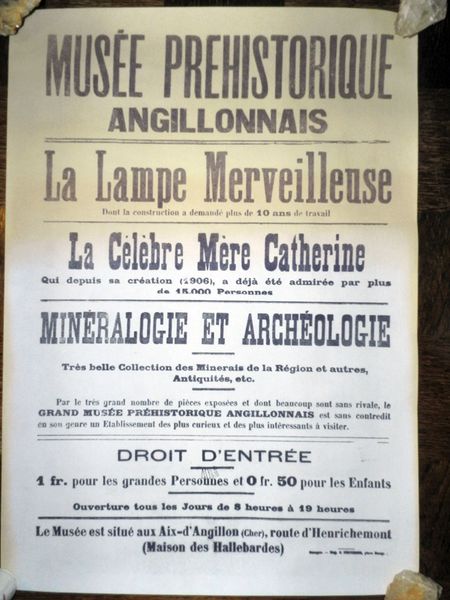 MUSÉE PREHISTORIQUE
ANGILLONNAIS
La Lampe Merveilleuse
Dont la construction a demandé plus de 10 ans de travail
La Célèbre Mère Catherine
Qui depuis sa création (1906), a déjà été admirée par plus
de 15.000 Personnes
MINÉRALOGIE ET ARCHÉOLOGIE
Très belle Collection des Minerais de la Région et autres,
Antiquités, etc.
Par le très grand nombre de pièces exposées et dont beaucoup sont sans rivale, le
GRAND MUSÉE PRÉHISTORIQUE ANGILLONNAIS est sans contredit
en son genre un Etablissement des plus curieux et des plus intéressants à visiter.
DROIT D'ENTRÉE
1 fr. pour les grandes Personnes et 0 fr. 50 pour les Enfants
Ouverture tous les Jours de 8 heures à 19 heures
Le Musée est situé aux Aix-d'Angillon (Cher), route d'Henrichemont
(Maison des Hallebardes)